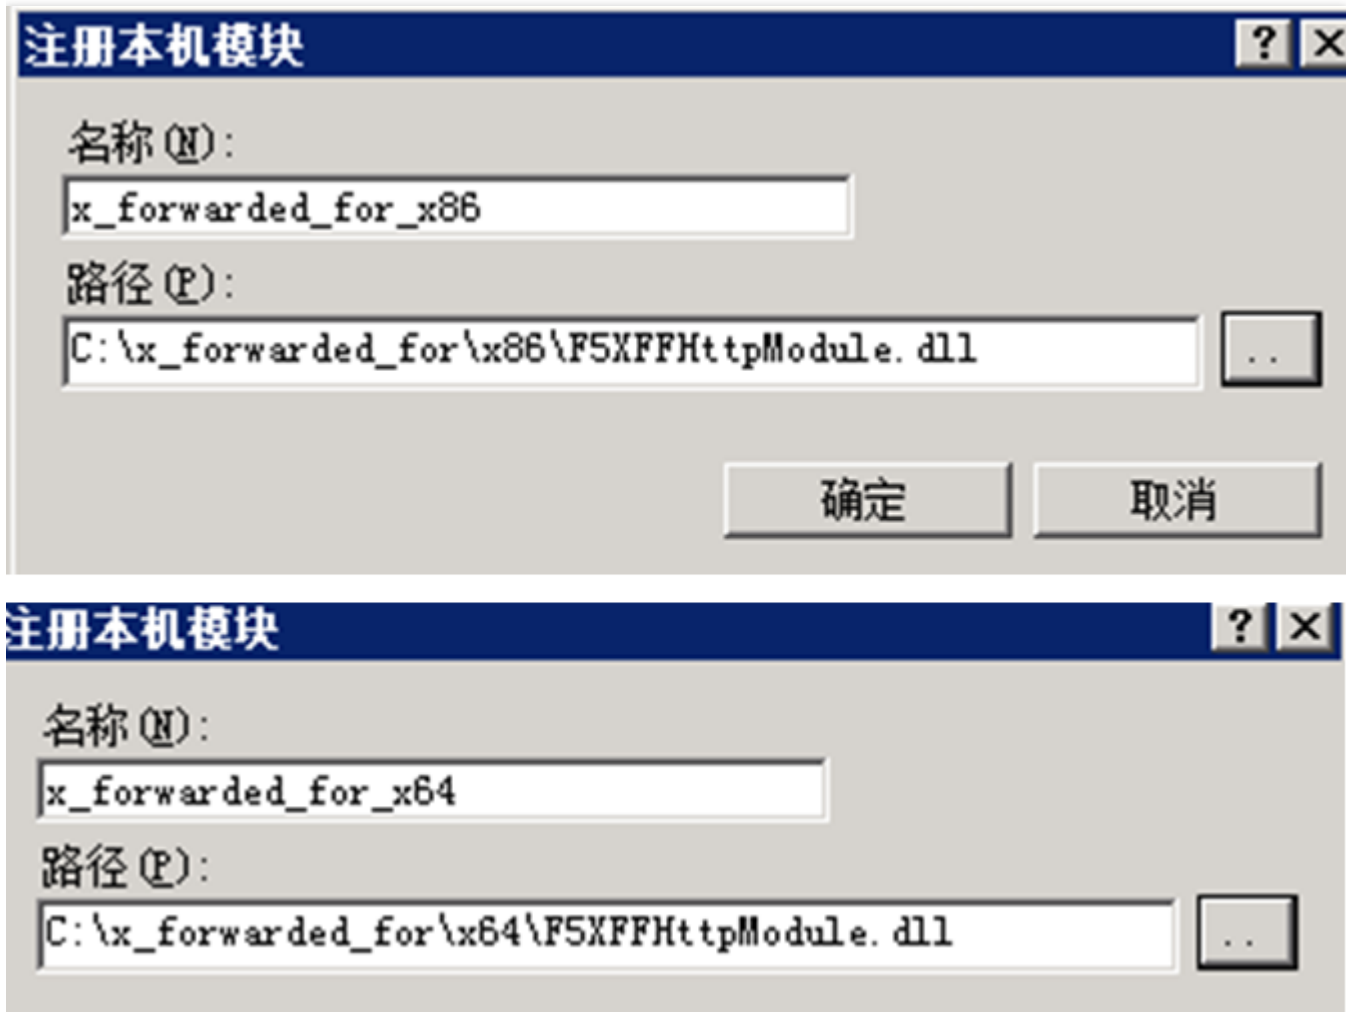 注册本机模块
名称(N):
x_forwarded_for_x86
路径(P):
C:\x_forwarded_for\x86\F5XFFHttpModule.dll
..
确定 取消
注册本机模块
名称(N):
x_forwarded_for_x64
路径(P):
C:\x_forwarded_for\x64\F5XFFHttpModule.dll
..